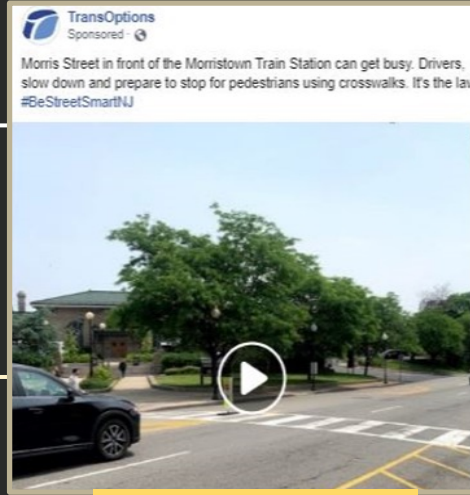 TransOptions
Sponsored ·
Morris Street in front of the Morristown Train Station can get busy. Drivers,
slow down and prepare to stop for pedestrians using crosswalks. It's the
#BeStreetSmartNJ